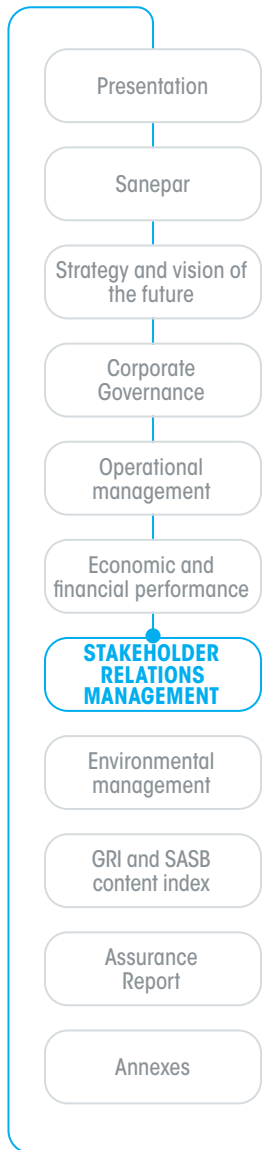 Presentation
Sanepar
Strategy and vision of
the future
Corporate
Governance
Operational
management
Economic and
financial performance
STAKEHOLDER
RELATIONS
MANAGEMENT
Environmental
management
GRI and SASB
content index
Assurance
Report
Annexes